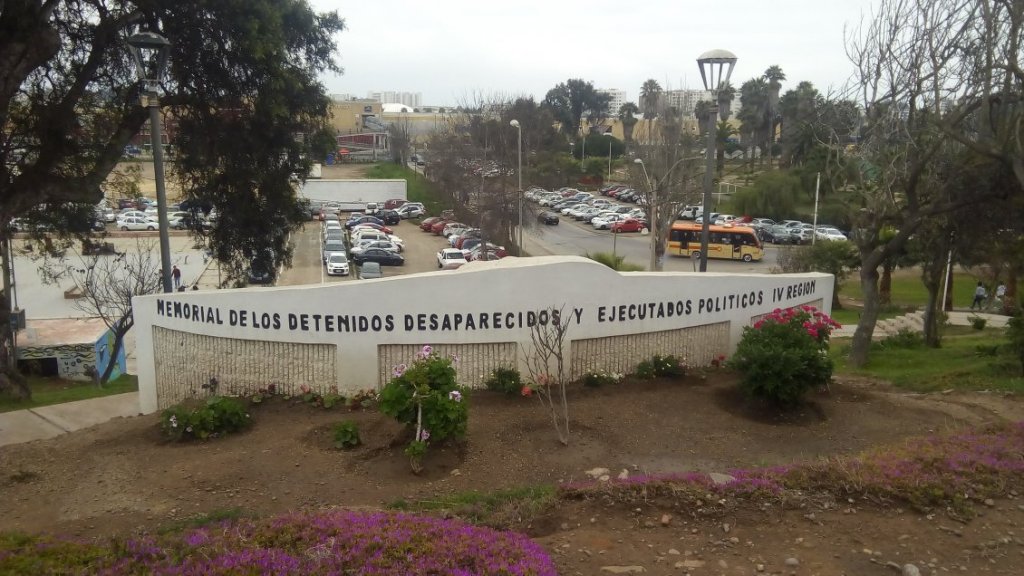 MEMORIAL DE LOS DETENIDOS DESAPARECIDOS Y EJECUTADOS POLITICOS IV REGION